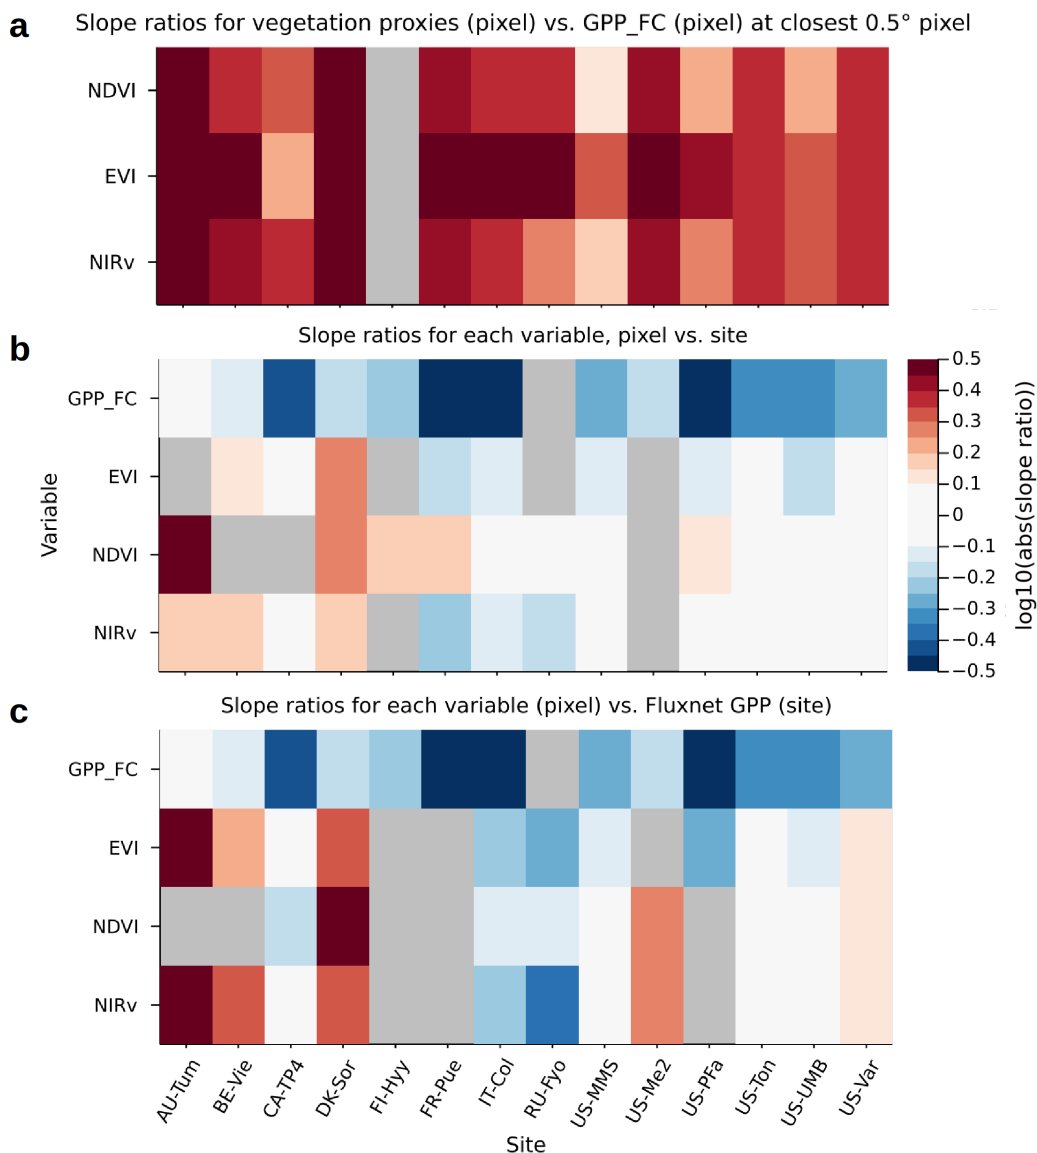 a
Slope ratios for vegetation proxies (pixel) vs. GPP_FC (pixel) at closest 0.5° pixel
NDVI
EVI
NIRv
b
Slope ratios for each variable, pixel vs. site
GPP_FC
EVI
NDVI
NIRv
Variable
0.5
0.4
0.3
0.2
0.1
0
−0.1
−0.2
−0.3
−0.4
−0.5
log10(abs(slope ratio))
c
Slope ratios for each variable (pixel) vs. Fluxnet GPP (site)
GPP_FC
EVI
NDVI
NIRv
AU-Tum
BE-Vie
CA-TP4
DK-Sor
FI-Hyy
FR-Pue
IT-Col
RU-Fyo
US-MMS
US-Me2
US-PFa
US-Ton
US-UMB
US-Var
Site